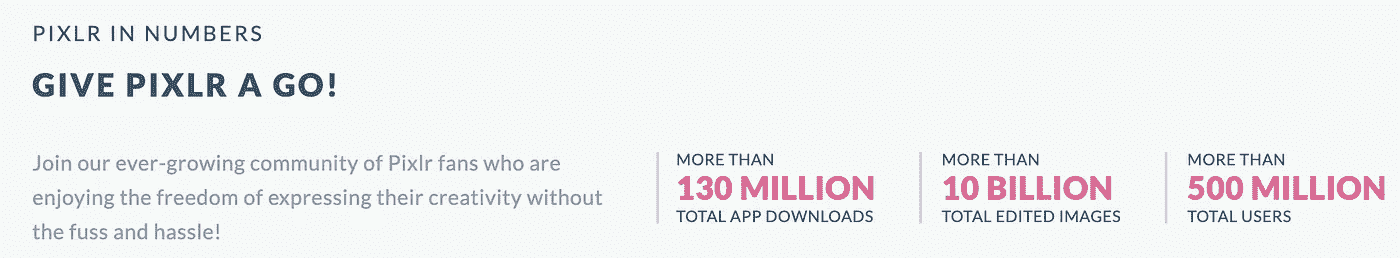 PIXLR IN NUMBERS
GIVE PIXLR A GO!
Join our ever-growing community of Pixlr fans who are
enjoying the freedom of expressing their creativity without
the fuss and hassle!
MORE THAN
130 MILLION
TOTAL APP DOWNLOADS
MORE THAN
10 BILLION
TOTAL EDITED IMAGES
MORE THAN
500 MILLION
TOTAL USERS